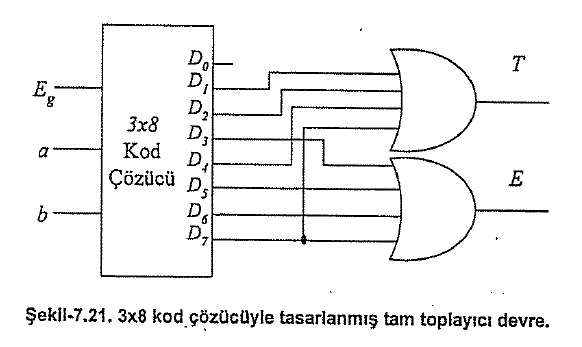 E_g
a
b
3x8
Kod
Çözücü
D_0
D_1
D_2
D_3
D_4
D_5
D_6
D_7
T
E
Şekil-7.21. 3x8 kod çözücüyle tasarlanmış tam toplayıcı devre.